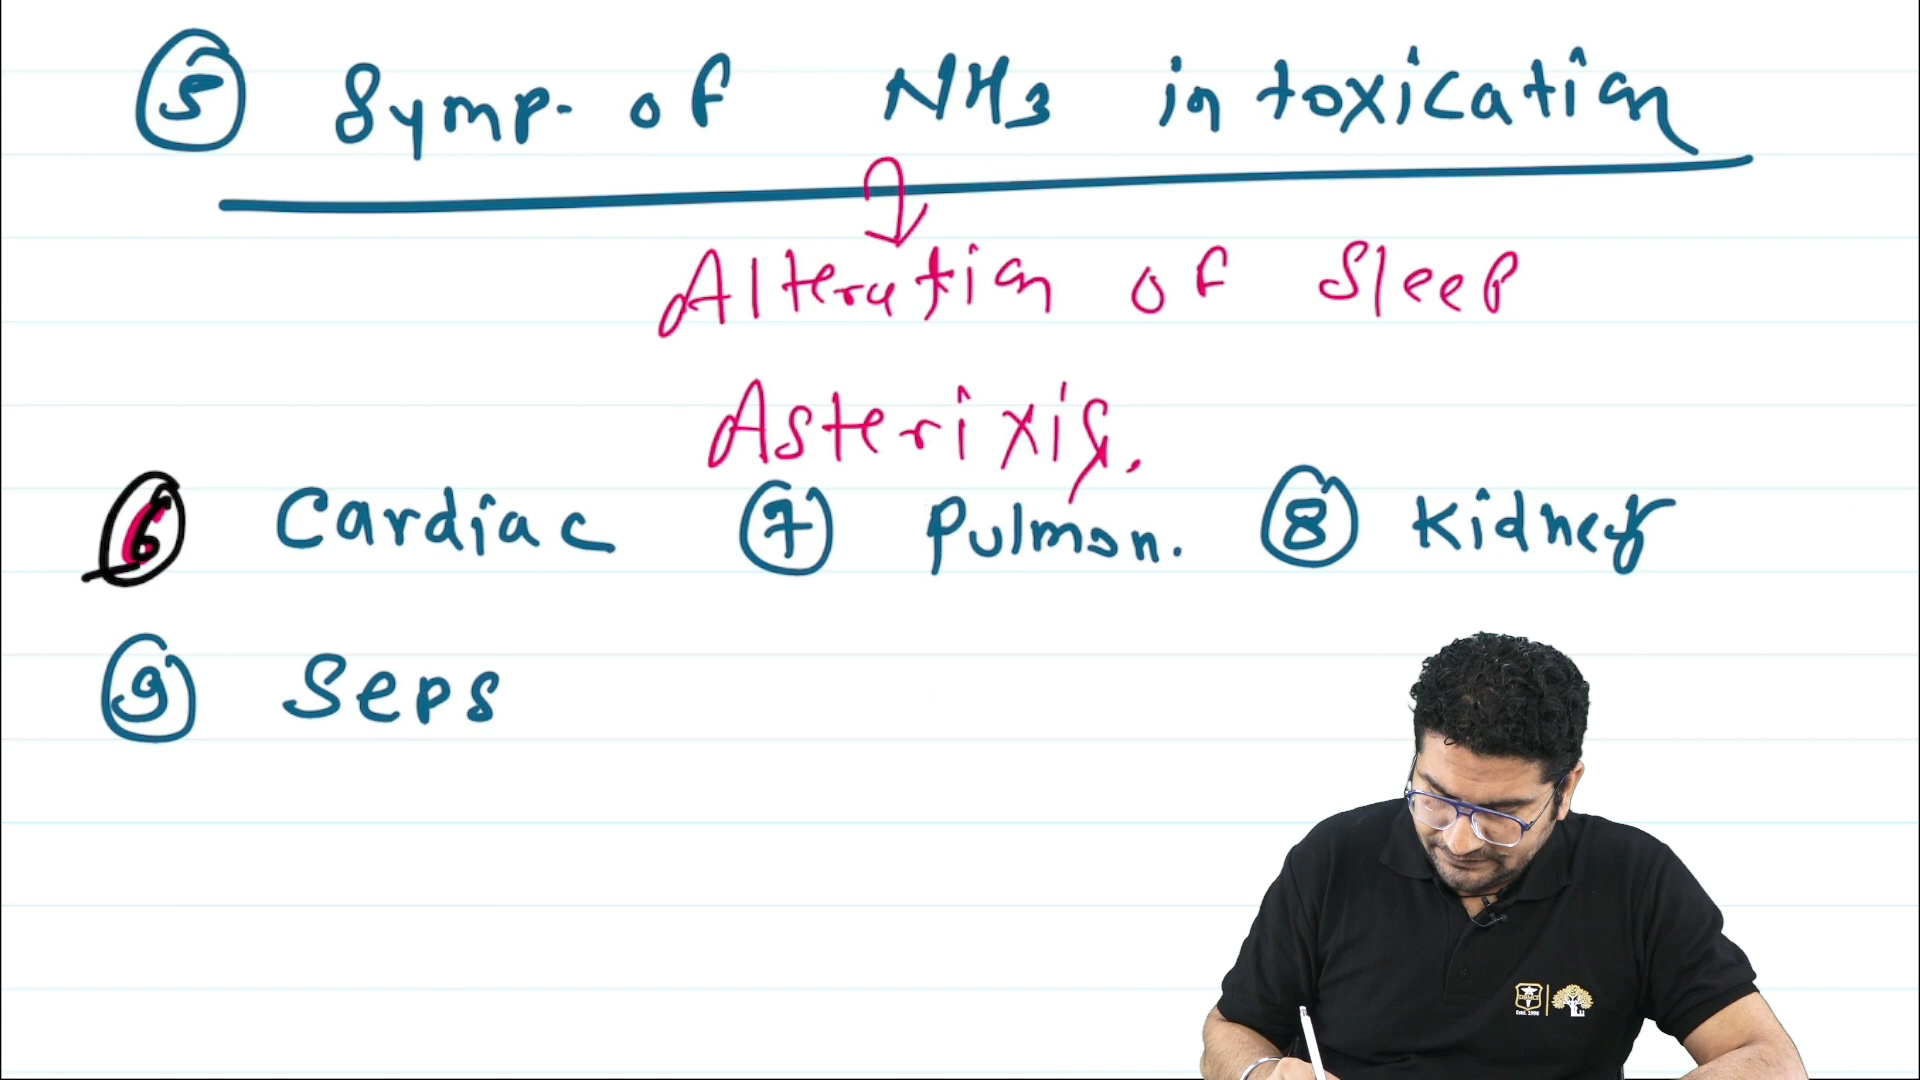 5 Symp. of NH3 intoxication
Alteration of Sleep
Asterixis.
6 Cardiac 7 Pulmon. 8 Kidney
9 Seps